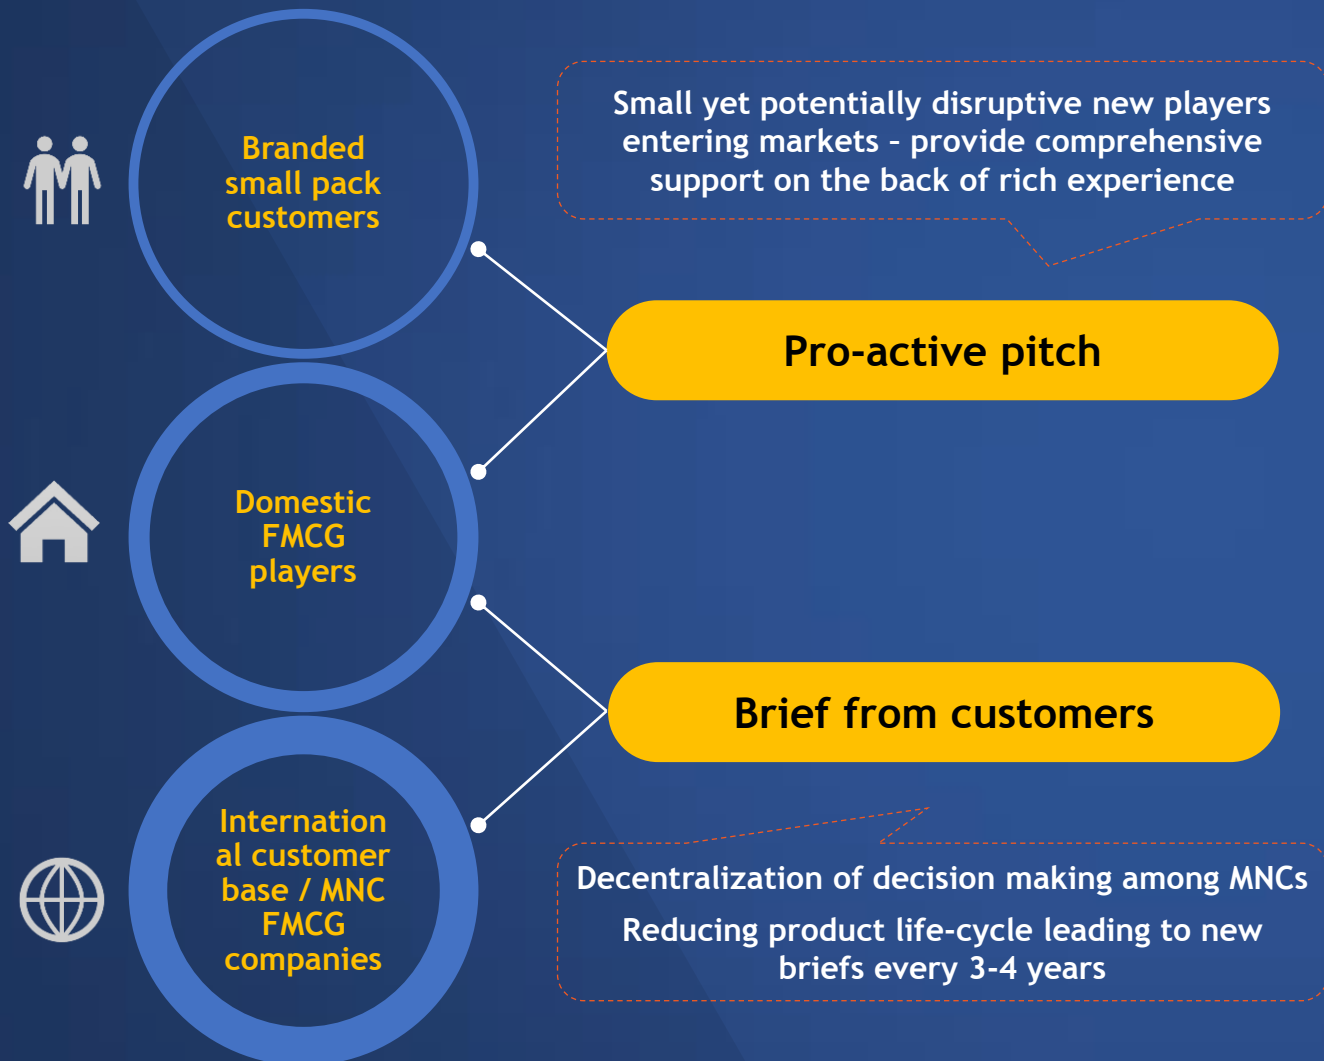 Branded
small pack
customers
Small yet potentially disruptive new players
entering markets – provide comprehensive
support on the back of rich experience
Pro-active pitch
Domestic
FMCG
players
Brief from customers
Internation
al customer
base / MNC
FMCG
companies
Decentralization of decision making among MNCs
Reducing product life-cycle leading to new
briefs every 3-4 years